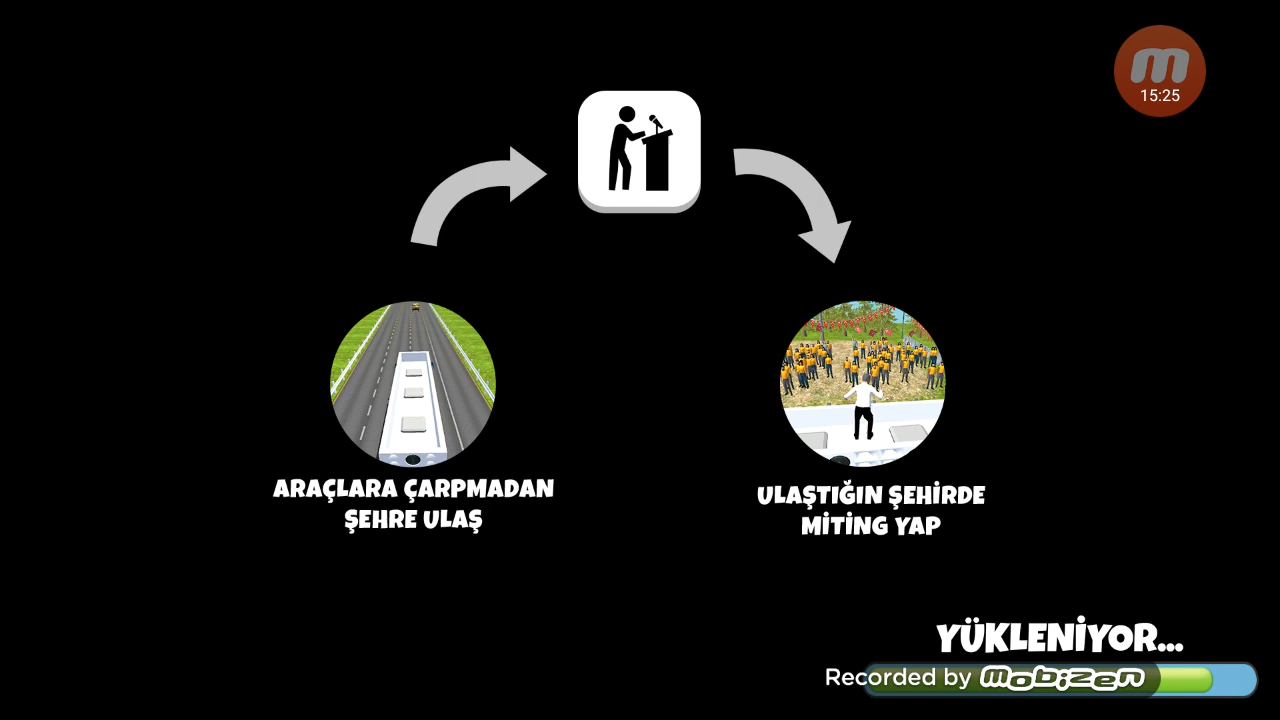 m
15:25
ARAÇLARA ÇARPMADAN
ŞEHRE ULAŞ
ULAŞTIĞIN ŞEHİRDE
MİTİNG YAP
YÜKLENİYOR...
Recorded by mobizen